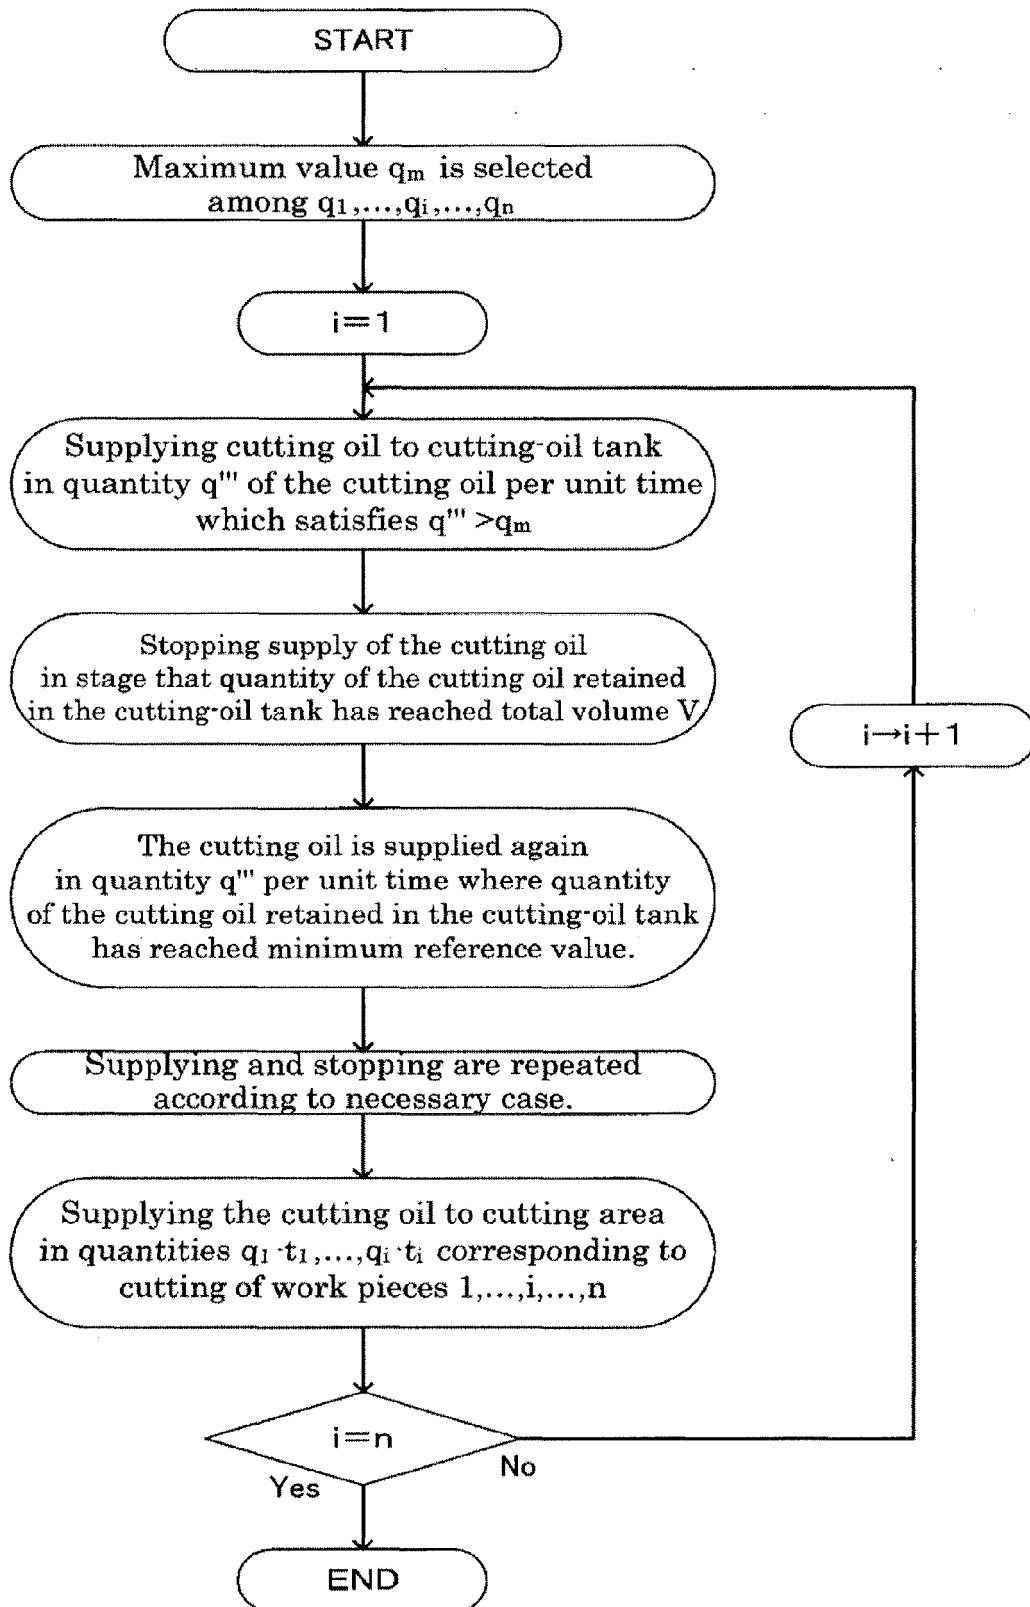 START
Maximum value qm is selected
among q1,...,qi,...,qn
i=1
Supplying cutting oil to cutting-oil tank
in quantity q''' of the cutting oil per unit time
which satisfies q''' >qm
Stopping supply of the cutting oil
in stage that quantity of the cutting oil retained
in the cutting-oil tank has reached total volume V
i→i+1
The cutting oil is supplied again
in quantity q''' per unit time where quantity
of the cutting oil retained in the cutting-oil tank
has reached minimum reference value.
Supplying and stopping are repeated
according to necessary case.
Supplying the cutting oil to cutting area
in quantities q1·t1,...,qi·ti corresponding to
cutting of work pieces 1,...,i,...,n
i=n
No
Yes
END